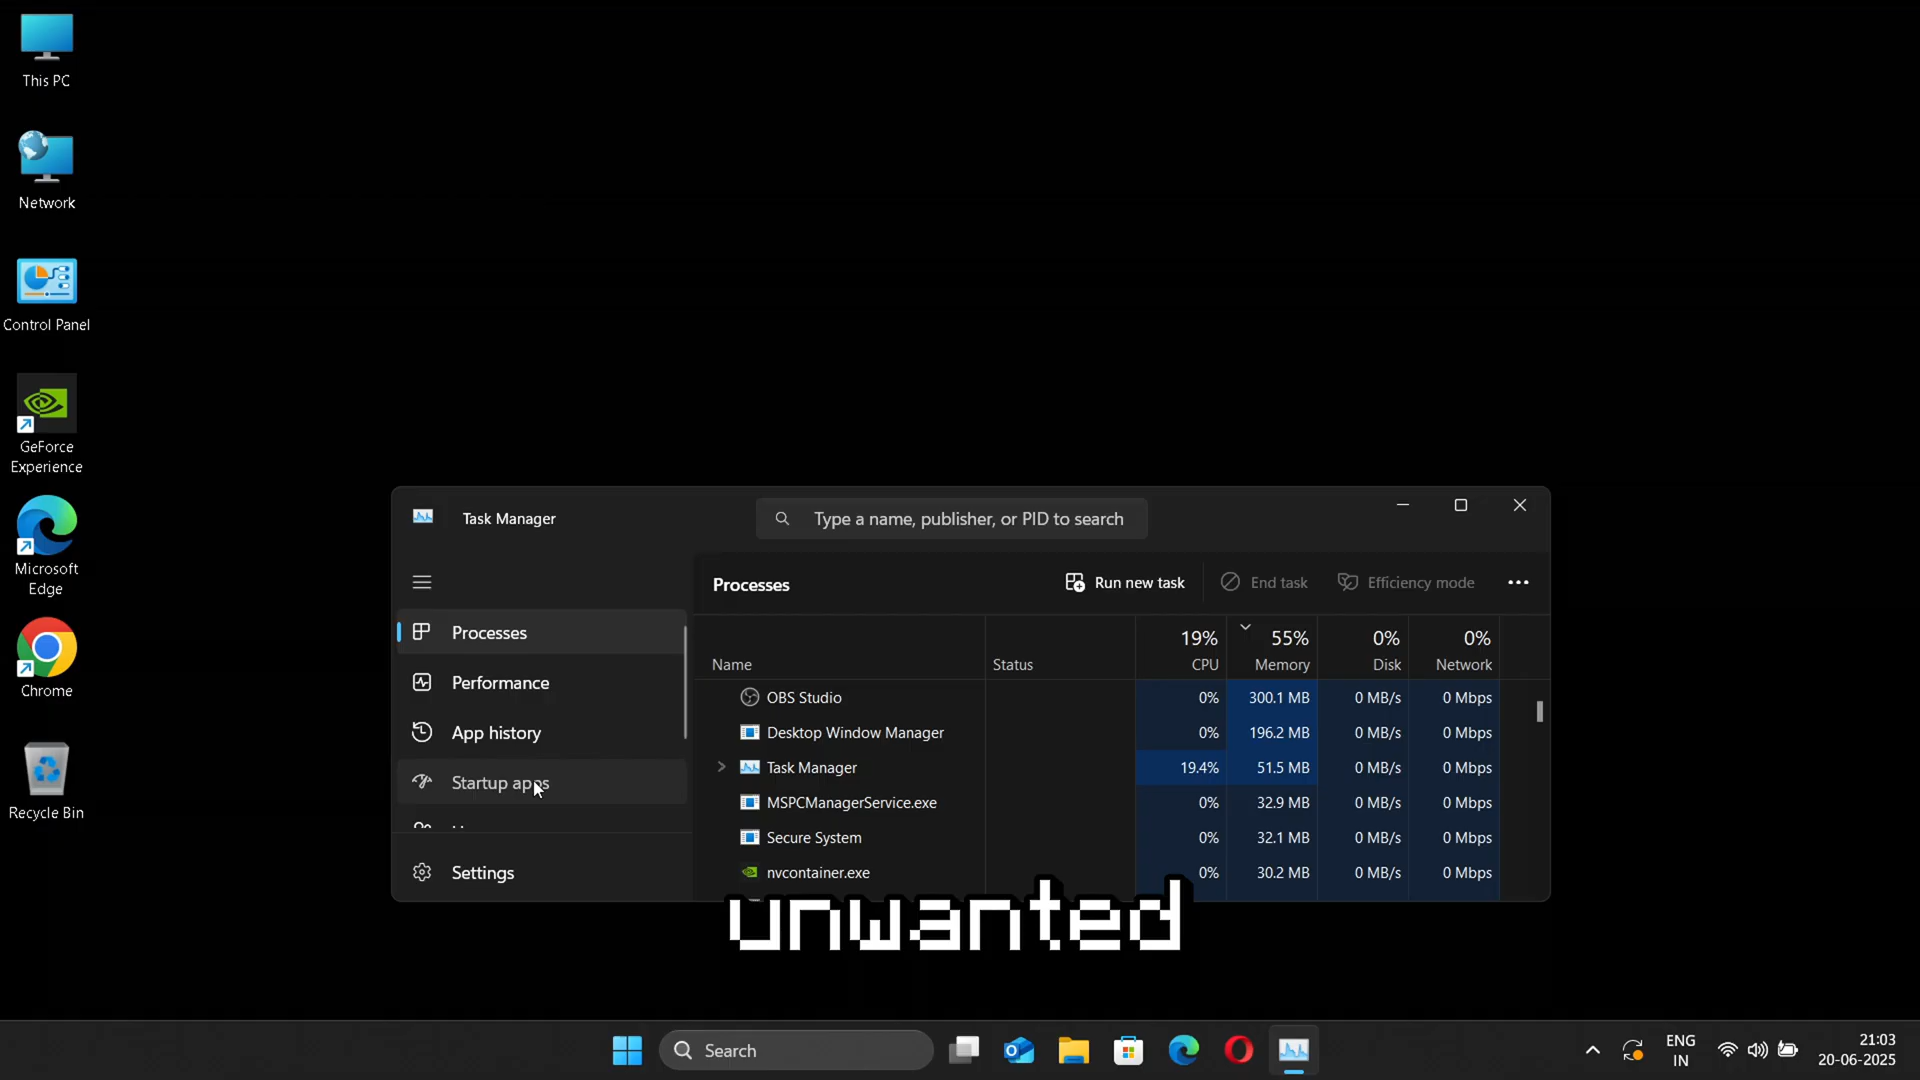 This PC
Network
Control Panel
GeForce
Experience
Microsoft
Edge
Chrome
Recycle Bin
Task Manager
Type a name, publisher, or PID to search
Processes
Performance
App history
Startup apps
Settings
Processes
Run new task
End task
Efficiency mode
19% 55% 0% 0%
Name Status CPU Memory Disk Network
OBS Studio 0% 300.1 MB 0 MB/s 0 Mbps
Desktop Window Manager 0% 196.2 MB 0 MB/s 0 Mbps
Task Manager 19.4% 51.5 MB 0 MB/s 0 Mbps
MSPCManagerService.exe 0% 32.9 MB 0 MB/s 0 Mbps
Secure System 0% 32.1 MB 0 MB/s 0 Mbps
nvcontainer.exe 0% 30.2 MB 0 MB/s 0 Mbps
unwanted
Search
ENG
IN
21:03
20-06-2025